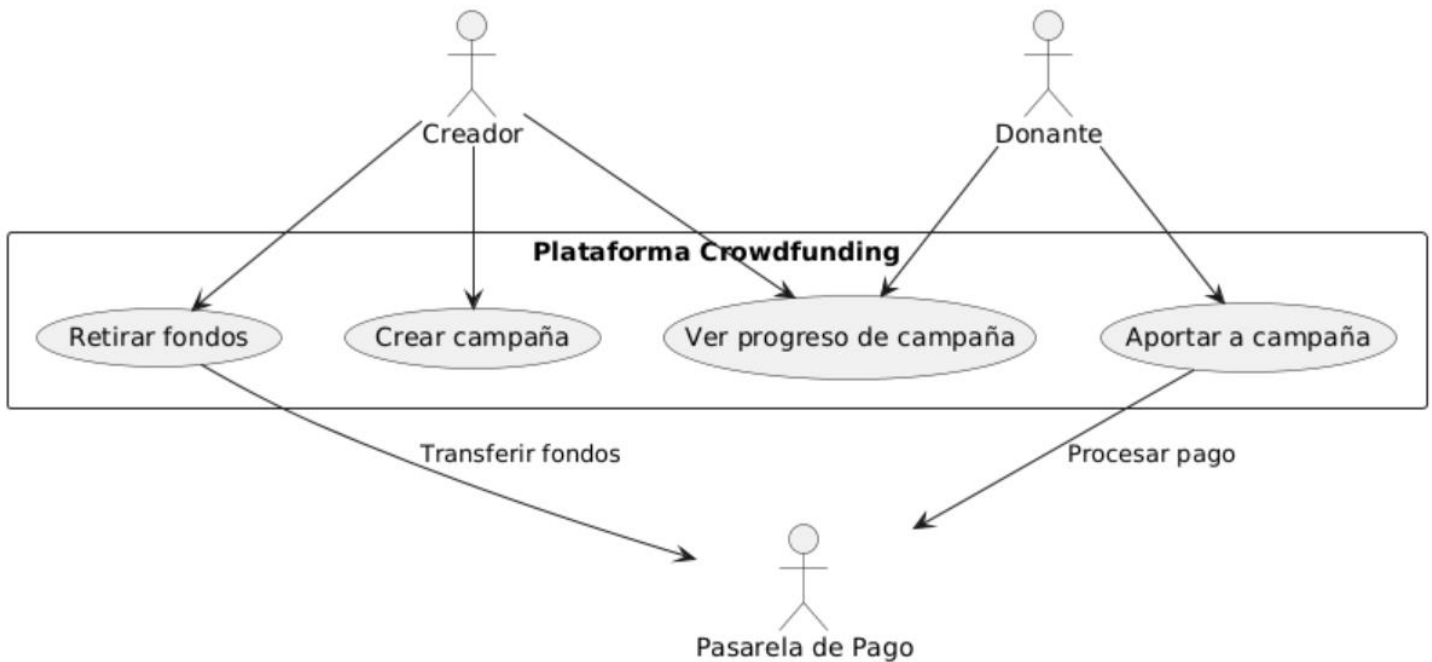 Creador
Donante
Plataforma Crowdfunding
Retirar fondos
Crear campaña
Ver progreso de campaña
Aportar a campaña
Transferir fondos
Procesar pago
Pasarela de Pago